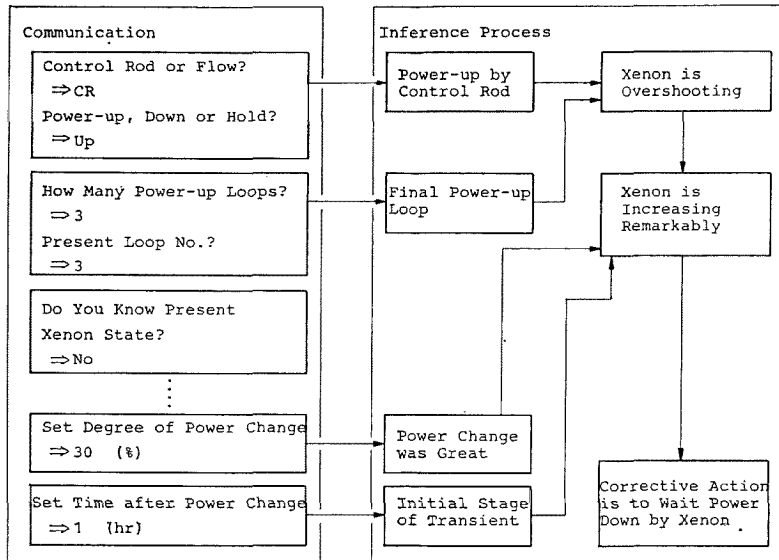 Communication
Control Rod or Flow?
⇒CR
Power-up, Down or Hold?
⇒Up
How Many Power-up Loops?
⇒3
Present Loop No.?
⇒3
Do You Know Present
Xenon State?
⇒No
Set Degree of Power Change
⇒30 (%)
Set Time after Power Change
⇒1 (hr)
Inference Process
Power-up by
Control Rod
Xenon is
Overshooting
Final Power-up
Loop
Xenon is
Increasing
Remarkably
Power Change
was Great
Initial Stage
of Transient
Corrective Action
is to Wait Power
Down by Xenon.